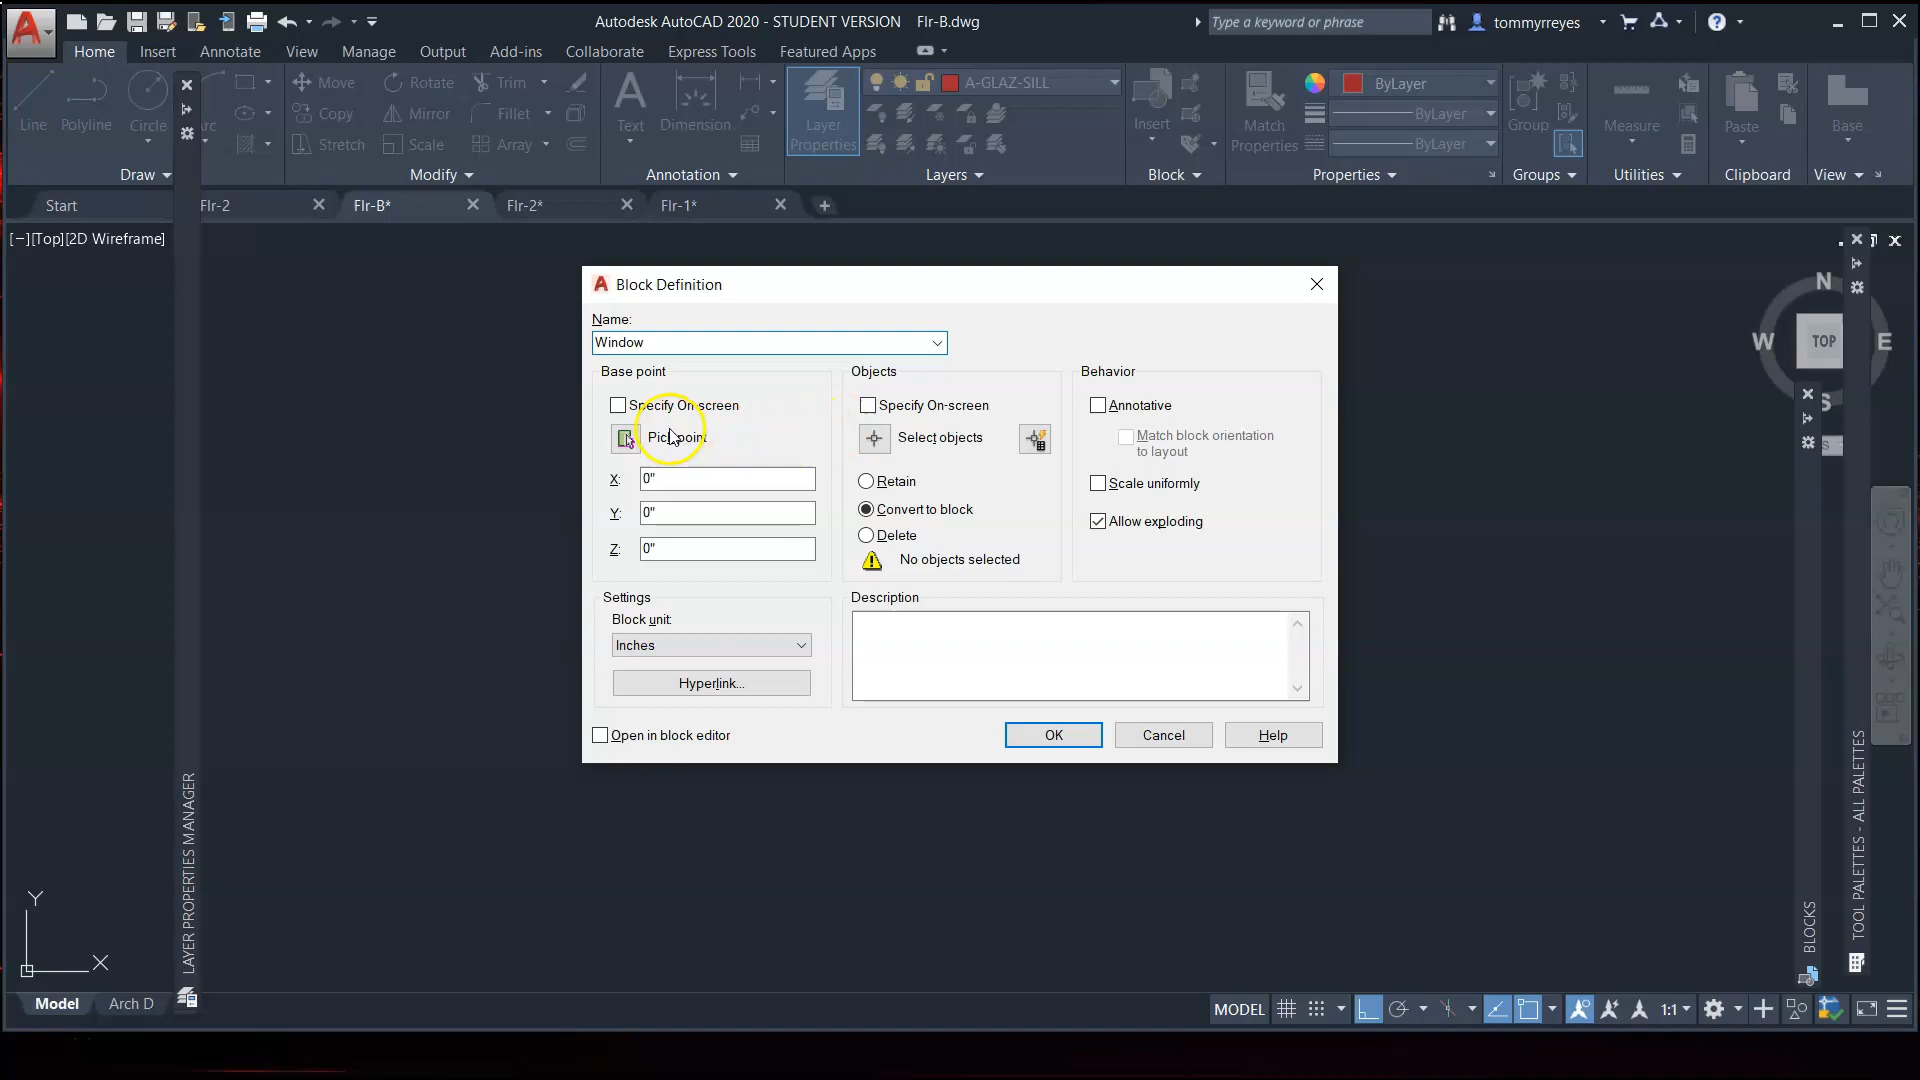 Autodesk AutoCAD 2020 - STUDENT VERSION Flr-B.dwg
Type a keyword or phrase
tommyrreyes
Home Insert Annotate View Manage Output Add-ins Collaborate Express Tools Featured Apps
Line Polyline Circle Arc
Move Rotate Trim
Copy Mirror Fillet
Stretch Scale Array
Text Dimension
Layer Properties
A-GLAZ-SILL
Insert
Match Properties
ByLayer
ByLayer
ByLayer
Group Measure Paste Base
Draw Modify Annotation Layers Block Properties Groups Utilities Clipboard View
Start Flr-2 Flr-B* Flr-2* Flr-1*
[−][Top][2D Wireframe]
N
W TOP E
S
Block Definition
Name:
Window
Base point
Specify On-screen
Pick point
X: 0"
Y: 0"
Z: 0"
Objects
Specify On-screen
Select objects
Retain
Convert to block
Delete
No objects selected
Behavior
Annotative
Match block orientation
to layout
Scale uniformly
Allow exploding
Settings
Block unit:
Inches
Hyperlink...
Description
Open in block editor
OK Cancel Help
LAYER PROPERTIES MANAGER
BLOCKS
TOOL PALETTES - ALL PALETTES
Y
X
Model Arch D
MODEL 1:1